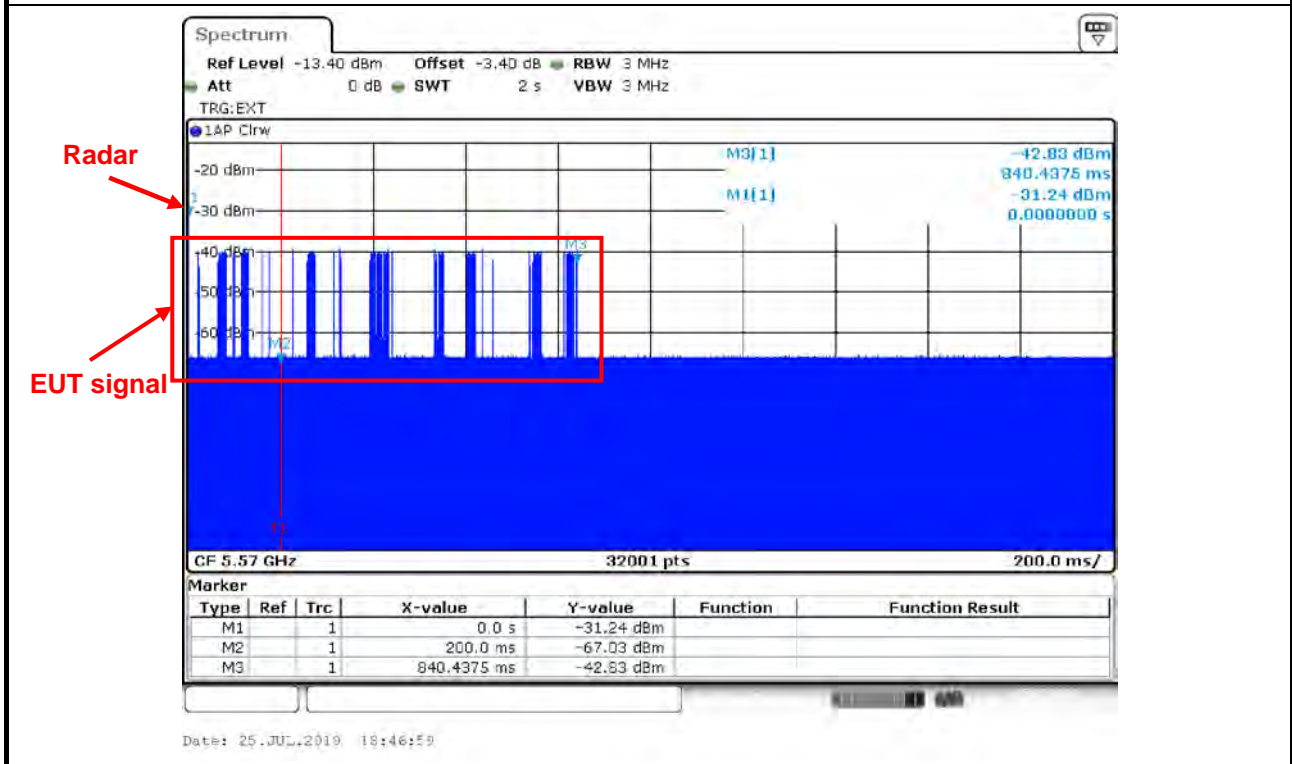 Spectrum
Ref Level -13.40 dBm Offset -3.40 dB RBW 3 MHz
Att 0 dB SWT 2 s VBW 3 MHz
TRG:EXT
1AP Clrw
Radar
M3[1] -42.83 dBm
840.4375 ms
-20 dBm
M1[1] -31.24 dBm
0.0000000 s
-30 dBm
-40 dBm
M3
-50 dBm
-60 dBm
M2
EUT signal
CF 5.57 GHz 32001 pts 200.0 ms/
Marker
Type Ref Trc X-value Y-value Function Function Result
M1 1 0.0 s -31.24 dBm
M2 1 200.0 ms -67.03 dBm
M3 1 840.4375 ms -42.83 dBm
Date: 25.JUL.2019 18:46:59